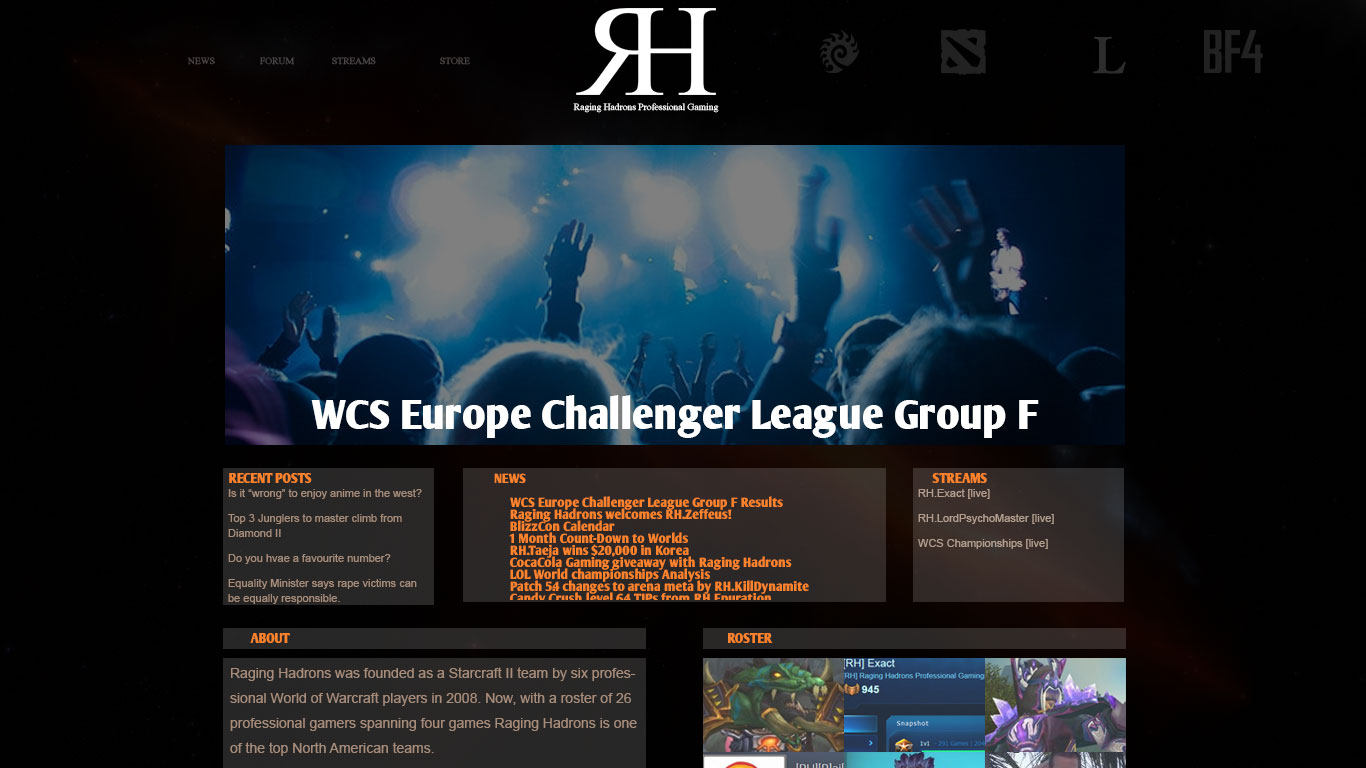 NEWS FORUM STREAMS STORE
RH
Raging Hadrons Professional Gaming
L
BF4
WCS Europe Challenger League Group F
RECENT POSTS
Is it “wrong” to enjoy anime in the west?
Top 3 Junglers to master climb from
Diamond II
Do you hvae a favourite number?
Equality Minister says rape victims can
be equally responsible.
NEWS
WCS Europe Challenger League Group F Results
Raging Hadrons welcomes RH.Zeffeus!
BlizzCon Calendar
1 Month Count-Down to Worlds
RH.Taeja wins $20,000 in Korea
CocaCola Gaming giveaway with Raging Hadrons
LOL World championships Analysis
Patch 54 changes to arena meta by RH.KillDynamite
Candy Crush level 64 TIPs from RH.Epuration
STREAMS
RH.Exact [live]
RH.LordPsychoMaster [live]
WCS Championships [live]
ABOUT
Raging Hadrons was founded as a Starcraft II team by six profes-
sional World of Warcraft players in 2008. Now, with a roster of 26
professional gamers spanning four games Raging Hadrons is one
of the top North American teams.
ROSTER
[RH] Exact
[RH] Raging Hadrons Professional Gaming
945
Snapshot
1v1 - 291 Games